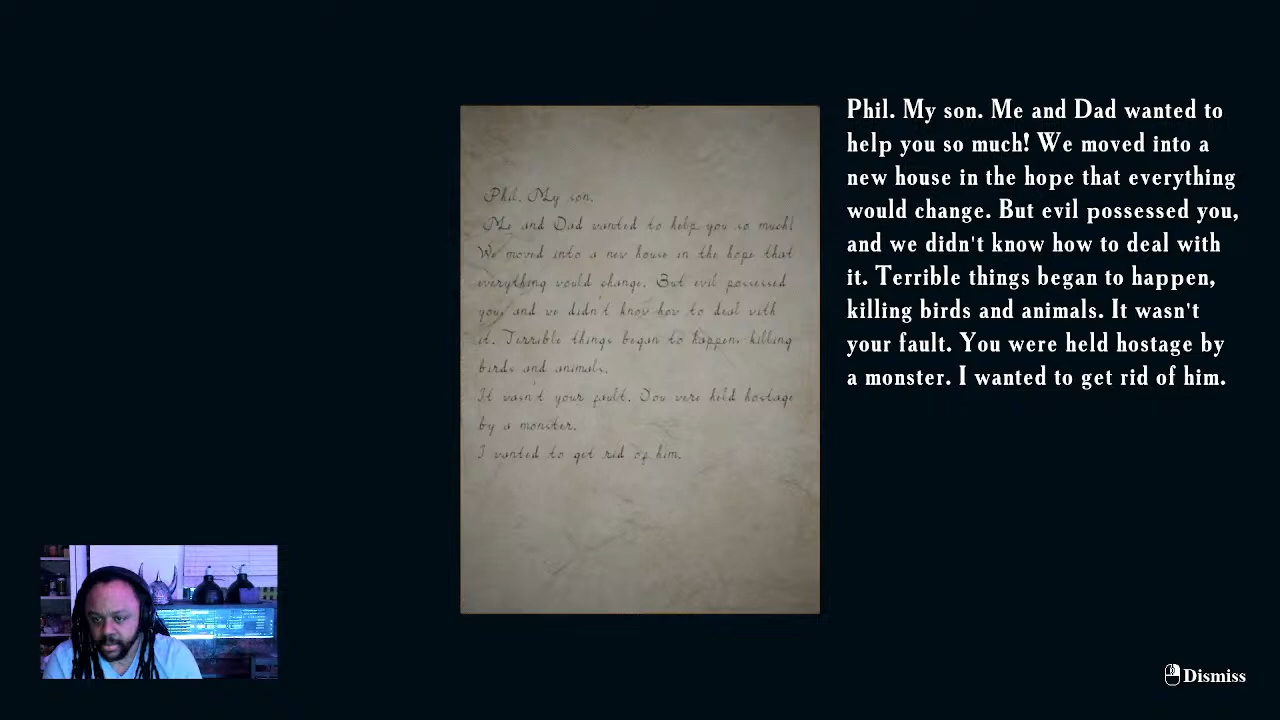 Phil. My son.
Me and Dad wanted to help you so much!
We moved into a new house in the hope that
everything would change. But evil possessed
you, and we didn't know how to deal with
it. Terrible things began to happen, killing
birds and animals.
It wasn't your fault. You were held hostage
by a monster.
I wanted to get rid of him.
Phil. My son. Me and Dad wanted to
help you so much! We moved into a
new house in the hope that everything
would change. But evil possessed you,
and we didn't know how to deal with
it. Terrible things began to happen,
killing birds and animals. It wasn't
your fault. You were held hostage by
a monster. I wanted to get rid of him.
Dismiss